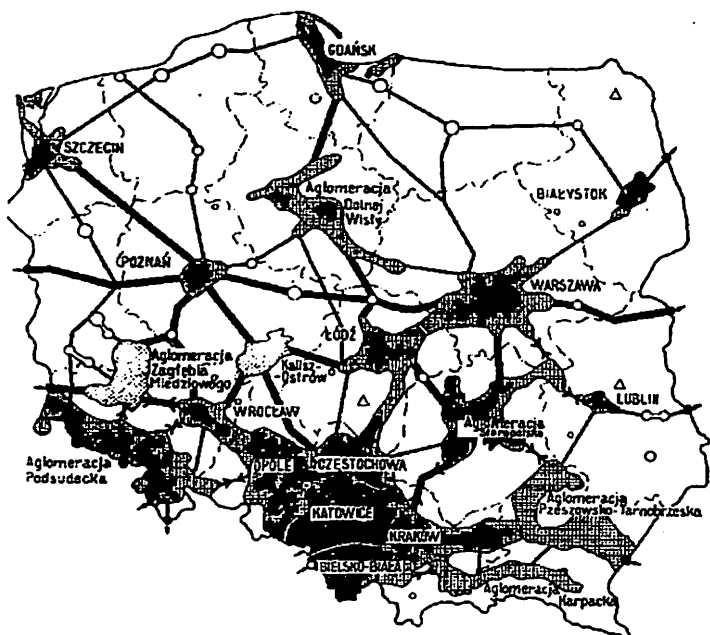 GDAŃSK
SZCZECIN
Aglomeracja
Dolnej
Wisły
BIAŁYSTOK
POZNAŃ
WARSZAWA
ŁÓDŹ
Aglomeracja
Zagłębia
Miedziowego
Kalisz-
Ostrów
WROCŁAW
LUBLIN
Aglomeracja
Staropolska
Aglomeracja
Podsudecka
OPOLE
CZĘSTOCHOWA
KATOWICE
Aglomeracja
Rzeszowsko-Tarnobrzeska
KRAKÓW
BIELSKO-BIAŁA
Aglomeracja
Karpacka